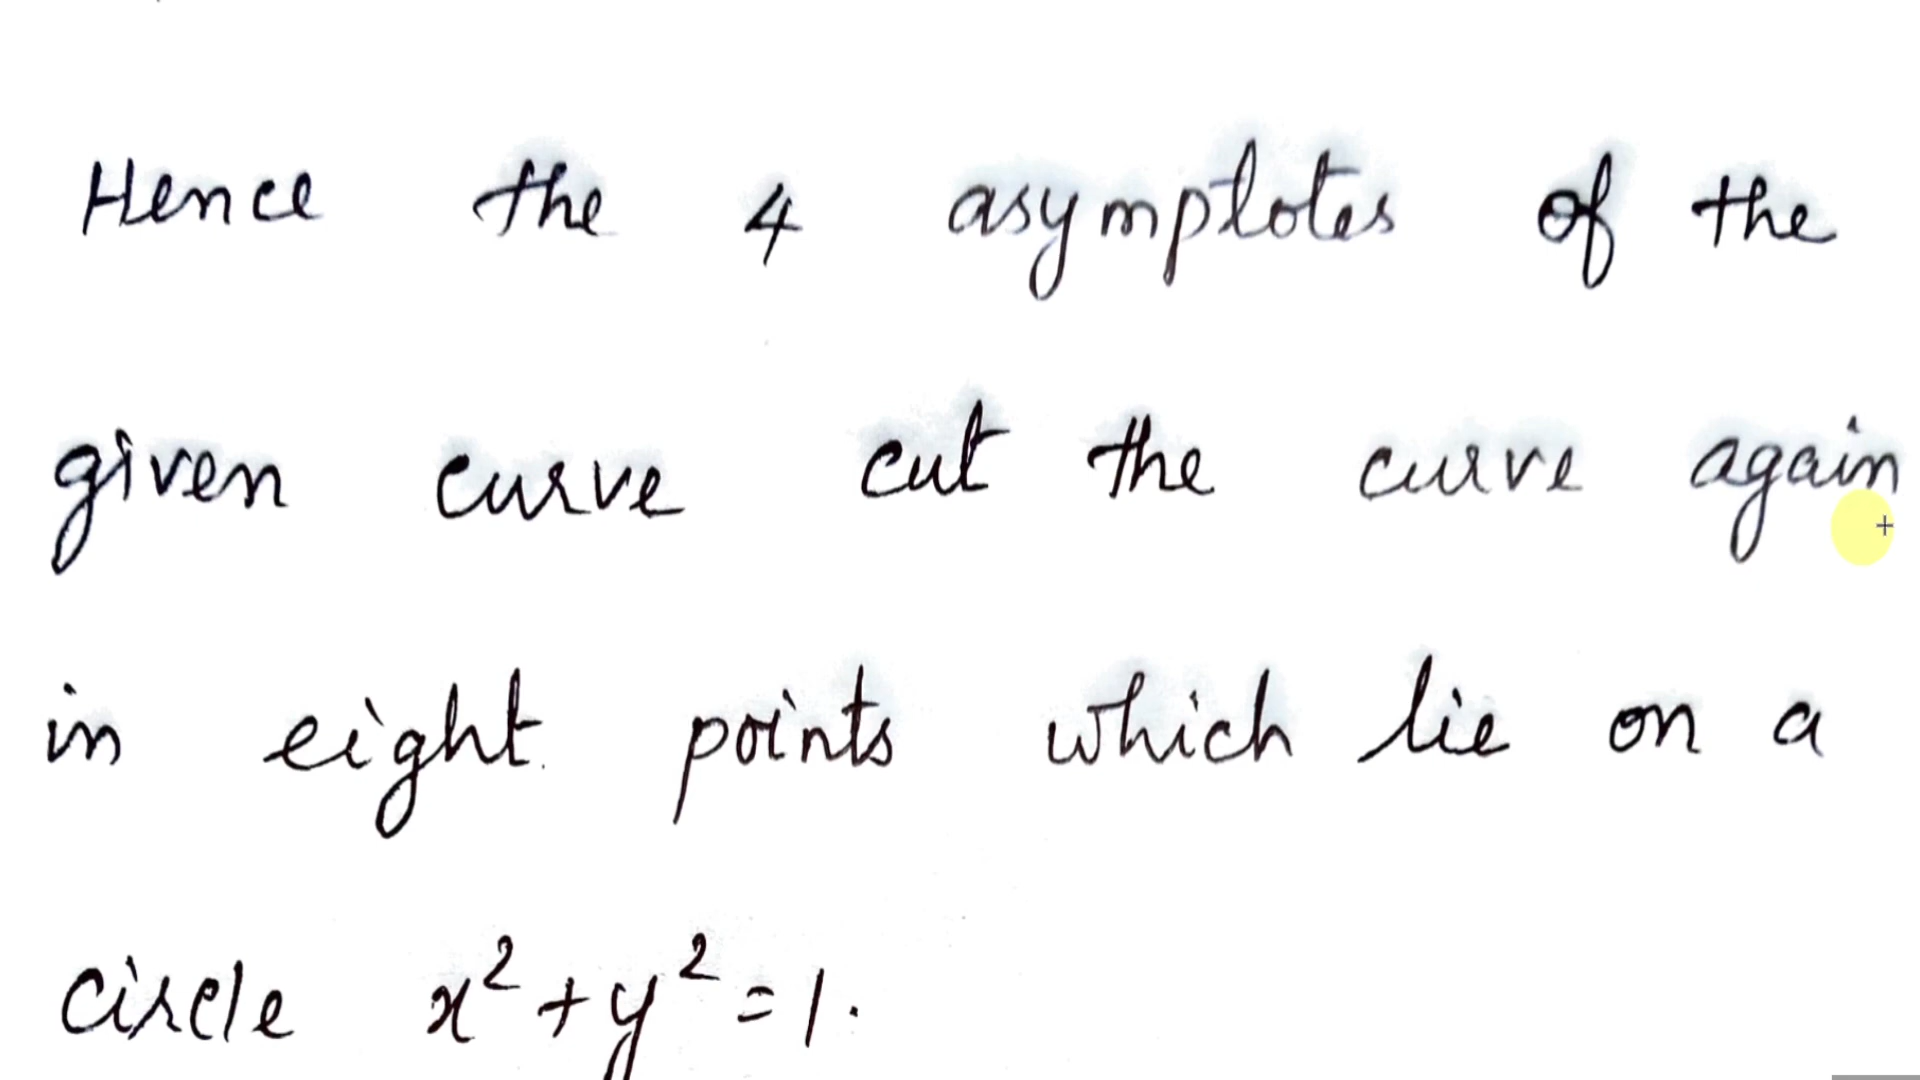 Hence the 4 asymptotes of the
given curve cut the curve again
in eight points which lie on a
circle x² + y² = 1.